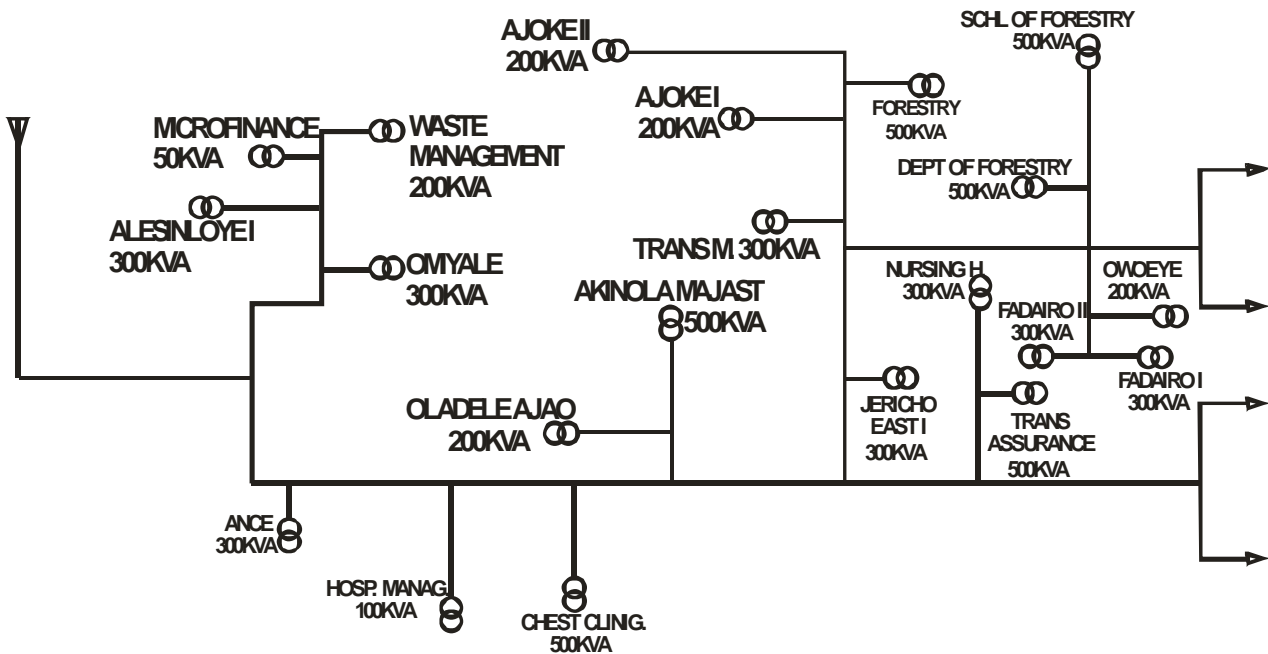 SCHL OF FORESTRY
500KVA
AJOKE II
200KVA
AJOKE I
200KVA
FORESTRY
500KVA
MICROFINANCE
50KVA
WASTE
MANAGEMENT
200KVA
DEPT OF FORESTRY
500KVA
ALESINLOYE I
300KVA
TRANS M. 300KVA
OMIYALE
300KVA
NURSING H
300KVA
OWOEYE
200KVA
AKINOLA MAJAST
500KVA
FADAIRO II
300KVA
FADAIRO I
300KVA
OLADELE AJAO
200KVA
JERICHO
EAST I
300KVA
TRANS
ASSURANCE
500KVA
ANCE
300KVA
HOSP. MANAG.
100KVA
CHEST CLINIG.
500KVA